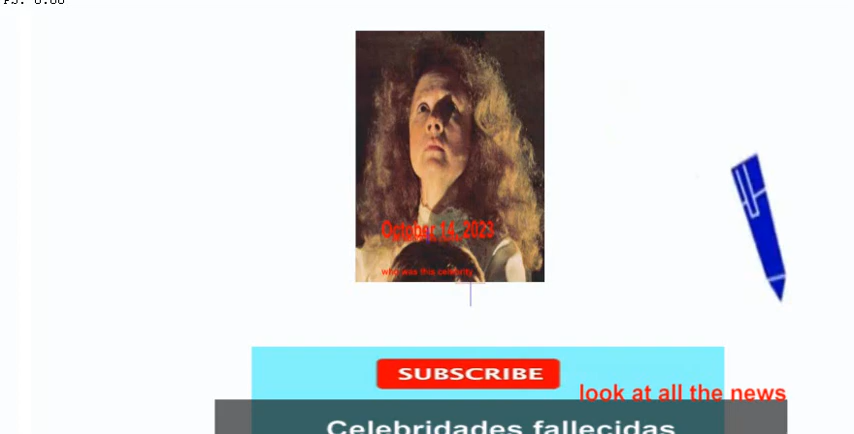 October 14, 2023
who was this celebrity
SUBSCRIBE
look at all the news
Celebridades fallecidas